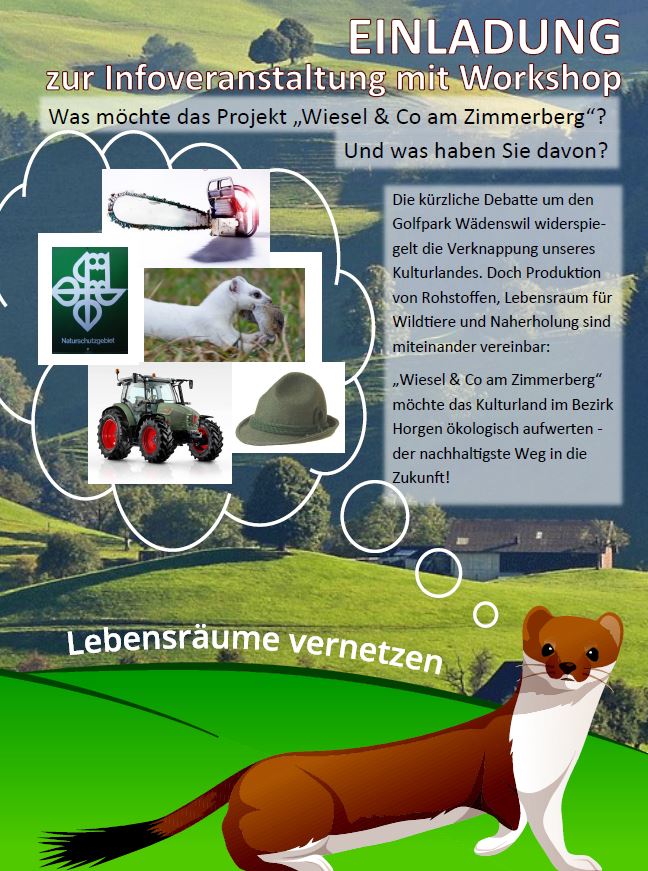 EINLADUNG
zur Infoveranstaltung mit Workshop
Was möchte das Projekt „Wiesel & Co am Zimmerberg“?
Und was haben Sie davon?
Die kürzliche Debatte um den
Golfpark Wädenswil widerspie-
gelt die Verknappung unseres
Kulturlandes. Doch Produktion
von Rohstoffen, Lebensraum für
Wildtiere und Naherholung sind
miteinander vereinbar:
„Wiesel & Co am Zimmerberg“
möchte das Kulturland im Bezirk
Horgen ökologisch aufwerten -
der nachhaltigste Weg in die
Zukunft!
Naturschutzgebiet
Lebensräume vernetzen